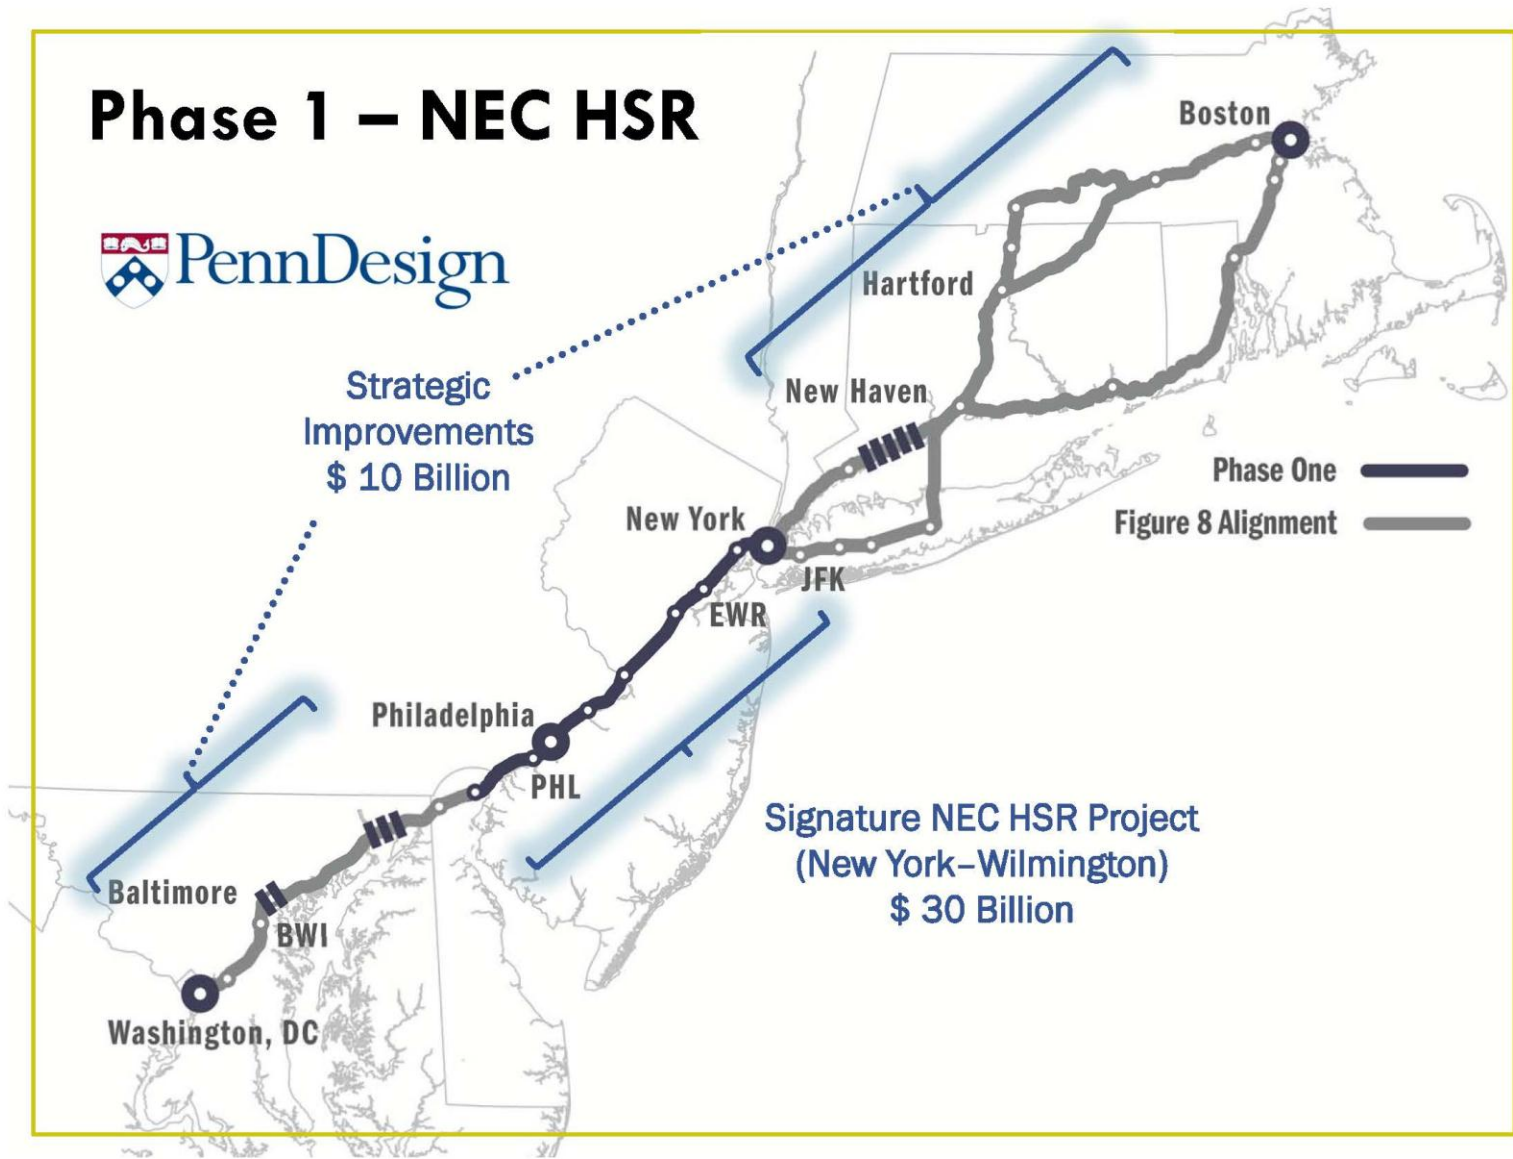 Phase 1 – NEC HSR
PennDesign
Boston
Hartford
Strategic
Improvements
$ 10 Billion
New Haven
Phase One
Figure 8 Alignment
New York
JFK
EWR
Philadelphia
PHL
Signature NEC HSR Project
(New York–Wilmington)
$ 30 Billion
Baltimore
BWI
Washington, DC